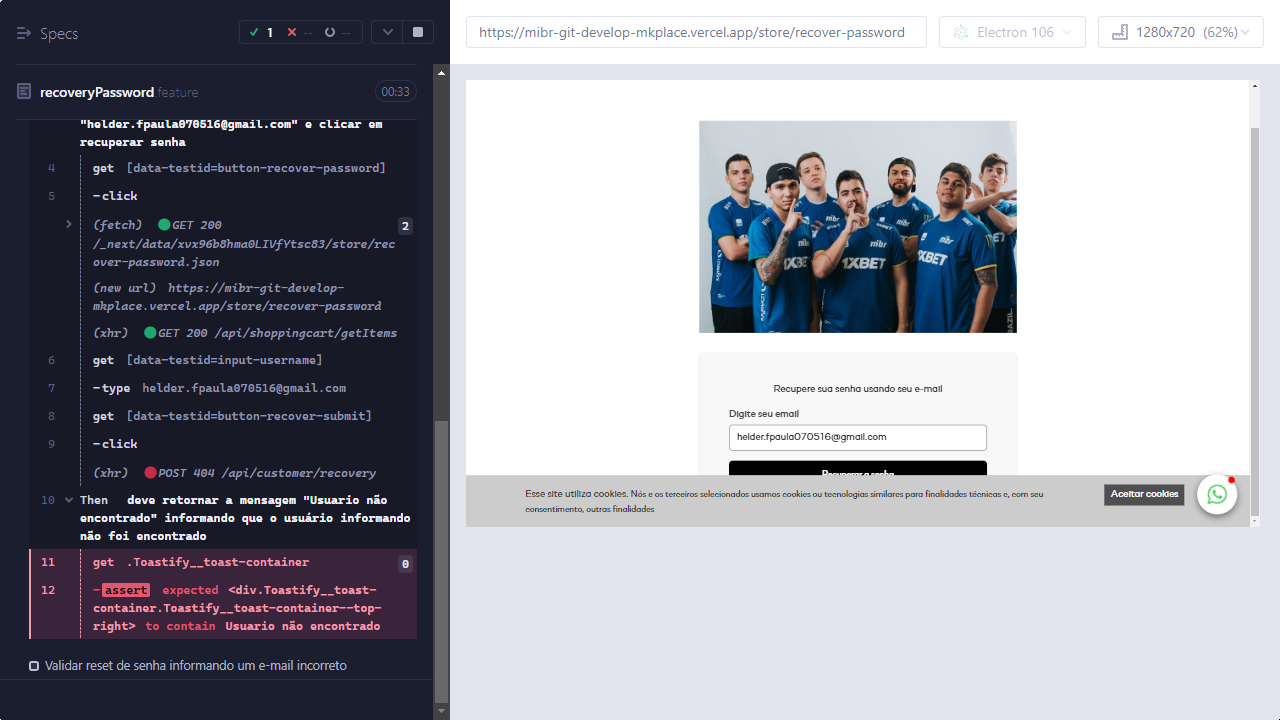 Specs
1
--
--
recoveryPassword.feature
00:33
"helder.fpaula070516@gmail.com" e clicar em
recuperar senha
4 get [data-testid=button-recover-password]
5 -click
(fetch) GET 200 2
/_next/data/xvx96b8hma0LIVfYtsc83/store/rec
over-password.json
(new url) https://mibr-git-develop-
mkplace.vercel.app/store/recover-password
(xhr) GET 200 /api/shoppingcart/getItems
6 get [data-testid=input-username]
7 -type helder.fpaula070516@gmail.com
8 get [data-testid=button-recover-submit]
9 -click
(xhr) POST 404 /api/customer/recovery
10 Then deve retornar a mensagem "Usuario não
encontrado" informando que o usuário informando
não foi encontrado
11 get .Toastify__toast-container 0
12 -assert expected <div.Toastify__toast-
container.Toastify__toast-container--top-
right> to contain Usuario não encontrado
Validar reset de senha informando um e-mail incorreto
https://mibr-git-develop-mkplace.vercel.app/store/recover-password
Electron 106
1280x720 (62%)
mibr
mibr
mibr
mibr
1XBET
1XBET
1XBET
Recupere sua senha usando seu e-mail
Digite seu email
helder.fpaula070516@gmail.com
Recuperar a senha
Esse site utiliza cookies. Nós e os terceiros selecionados usamos cookies ou tecnologias similares para finalidades técnicas e, com seu
consentimento, outras finalidades
Aceitar cookies